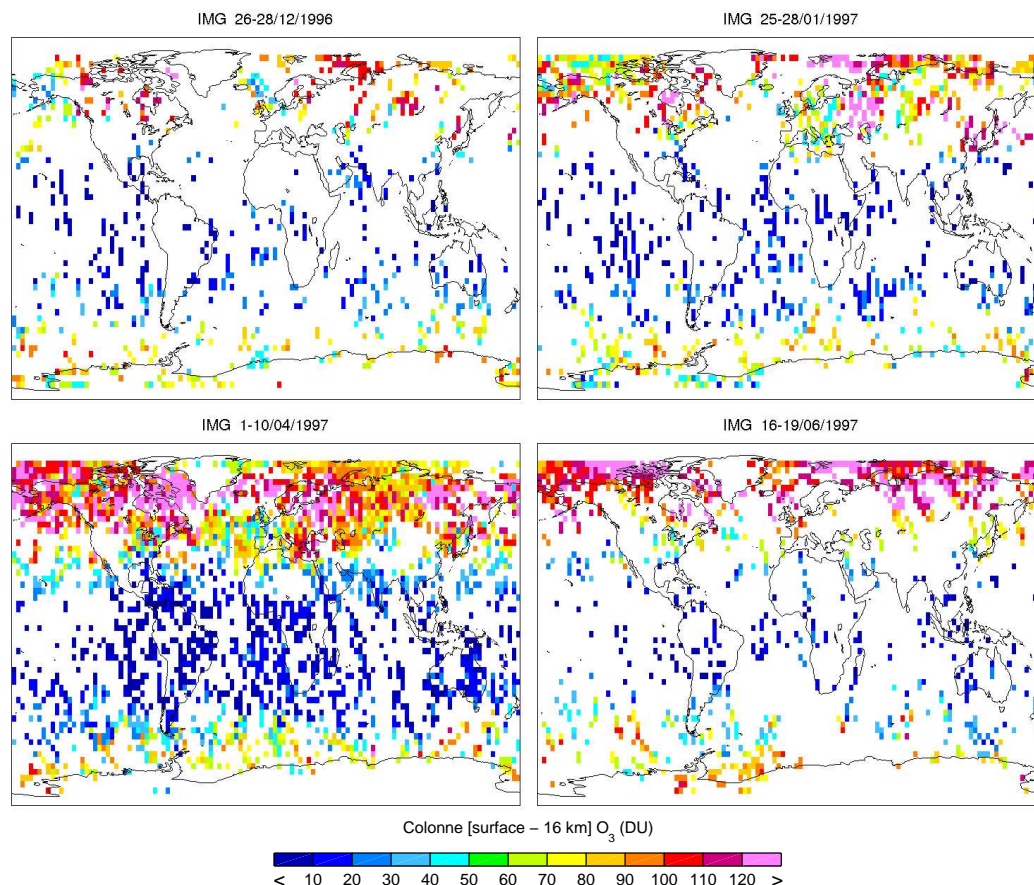 IMG 26-28/12/1996
IMG 25-28/01/1997
IMG 1-10/04/1997
IMG 16-19/06/1997
Colonne [surface − 16 km] O3 (DU)
< 10 20 30 40 50 60 70 80 90 100 110 120 >